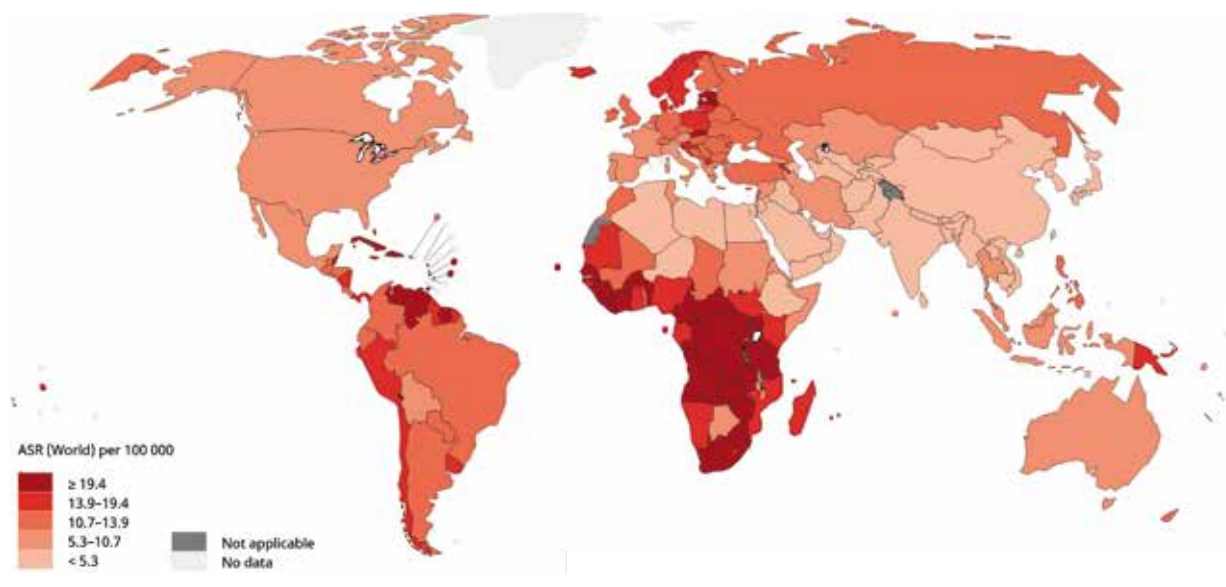 ASR (World) per 100 000
≥ 19.4
13.9–19.4
10.7–13.9
5.3–10.7
< 5.3
Not applicable
No data